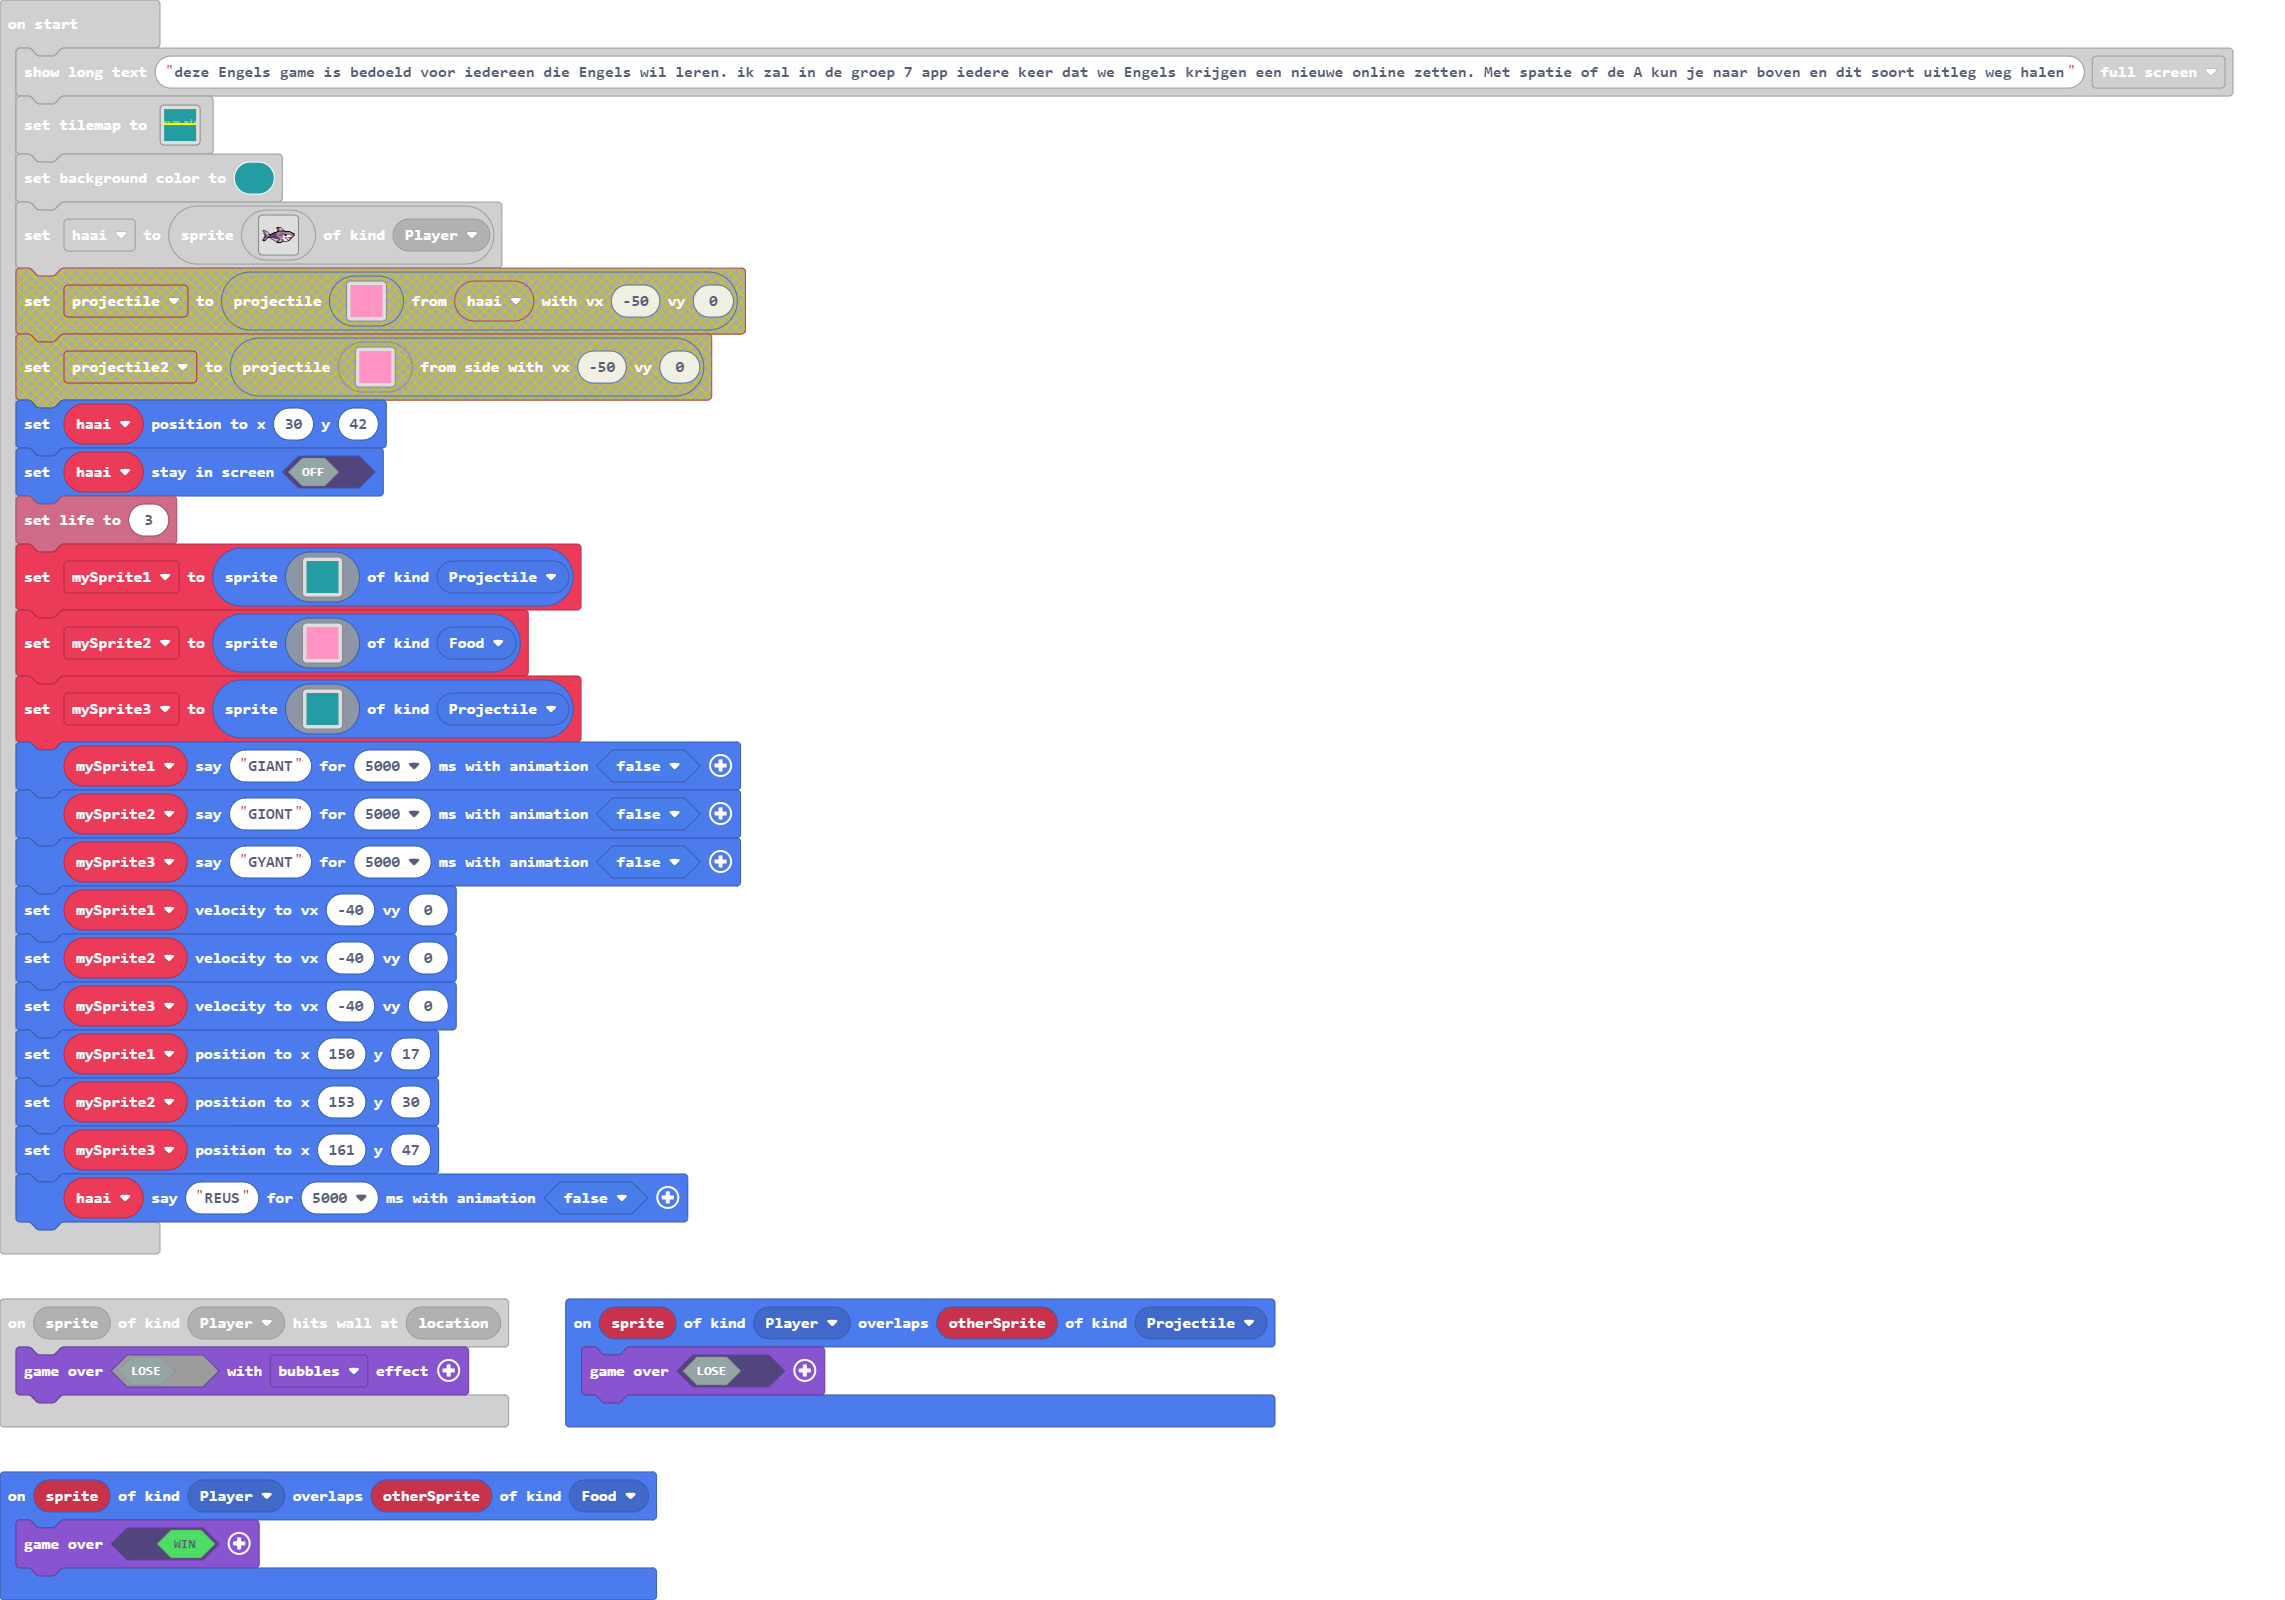 on start
show long text "deze Engels game is bedoeld voor iedereen die Engels wil leren. ik zal in de groep 7 app iedere keer dat we Engels krijgen een nieuwe online zetten. Met spatie of de A kun je naar boven en dit soort uitleg weg halen" full screen
set tilemap to
set background color to
set haai to sprite of kind Player
set projectile to projectile from haai with vx -50 vy 0
set projectile2 to projectile from side with vx -50 vy 0
set haai position to x 30 y 42
set haai stay in screen OFF
set life to 3
set mySprite1 to sprite of kind Projectile
set mySprite2 to sprite of kind Food
set mySprite3 to sprite of kind Projectile
mySprite1 say "GIANT" for 5000 ms with animation false
mySprite2 say "GIONT" for 5000 ms with animation false
mySprite3 say "GYANT" for 5000 ms with animation false
set mySprite1 velocity to vx -40 vy 0
set mySprite2 velocity to vx -40 vy 0
set mySprite3 velocity to vx -40 vy 0
set mySprite1 position to x 150 y 17
set mySprite2 position to x 153 y 30
set mySprite3 position to x 161 y 47
haai say "REUS" for 5000 ms with animation false
on sprite of kind Player hits wall at location
game over LOSE with bubbles effect
on sprite of kind Player overlaps otherSprite of kind Projectile
game over LOSE
on sprite of kind Player overlaps otherSprite of kind Food
game over WIN